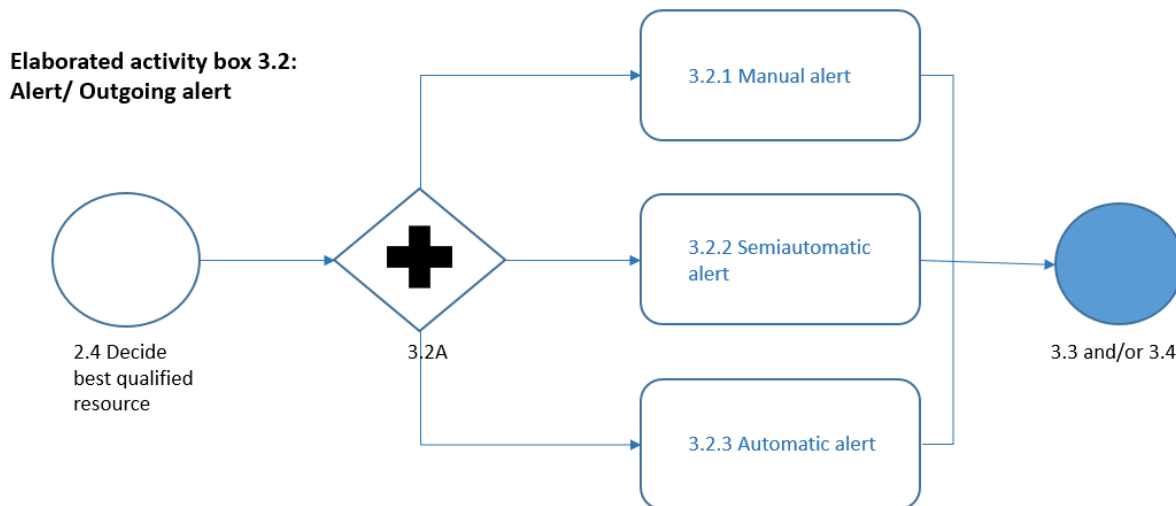 Elaborated activity box 3.2:
Alert/ Outgoing alert
3.2.1 Manual alert
3.2.2 Semiautomatic
alert
3.2.3 Automatic alert
2.4 Decide
best qualified
resource
3.2A
3.3 and/or 3.4